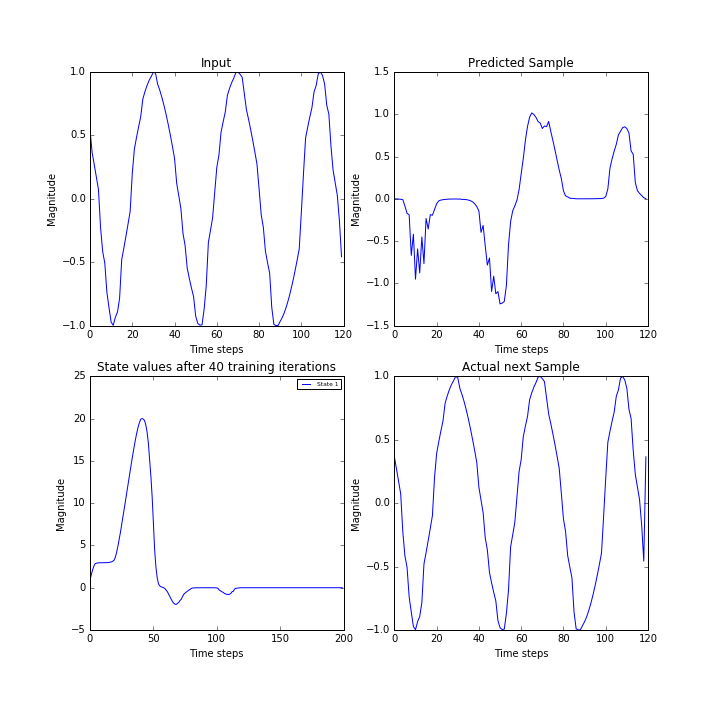 Input
Magnitude
1.0
0.5
0.0
−0.5
−1.0
0 20 40 60 80 100 120
Time steps
Predicted Sample
Magnitude
1.5
1.0
0.5
0.0
−0.5
−1.0
−1.5
0 20 40 60 80 100 120
Time steps
State values after 40 training iterations
State 1
Magnitude
25
20
15
10
5
0
−5
0 50 100 150 200
Time steps
Actual next Sample
Magnitude
1.0
0.5
0.0
−0.5
−1.0
0 20 40 60 80 100 120
Time steps